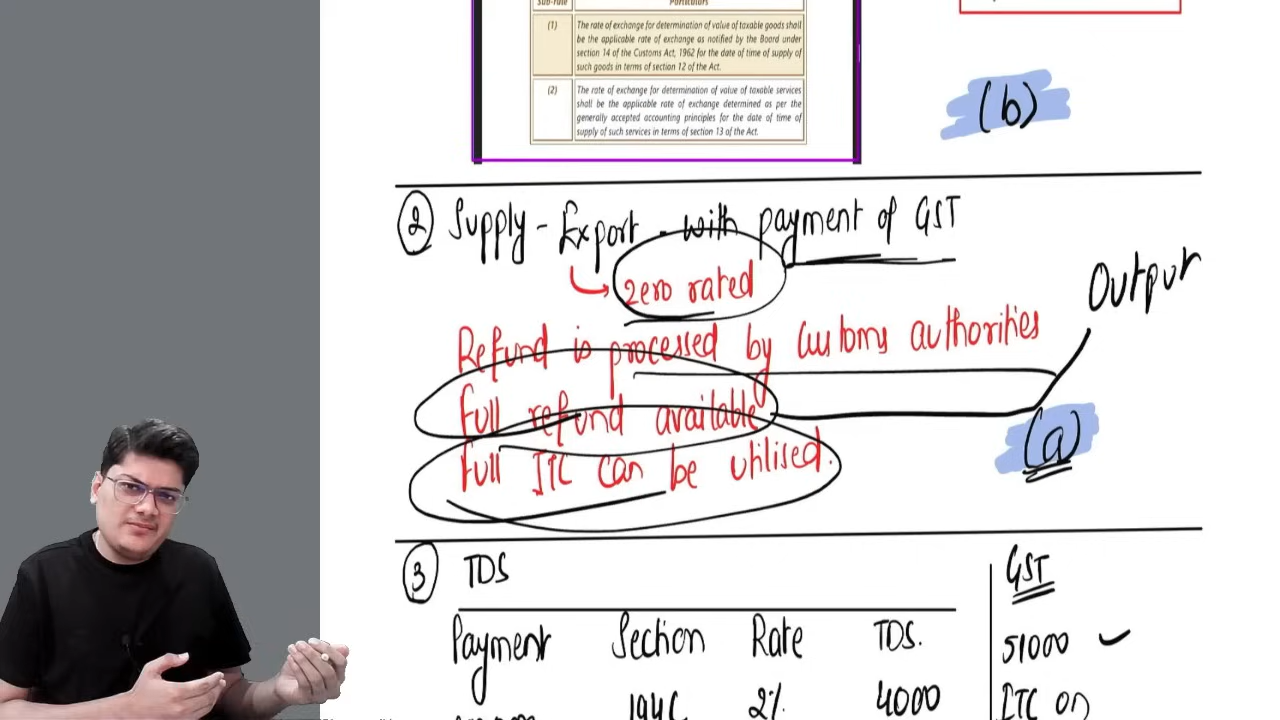 Sub-rule Particulars
(1) The rate of exchange for determination of value of taxable goods shall
be the applicable rate of exchange as notified by the Board under
section 14 of the Customs Act, 1962 for the date of time of supply of
such goods in terms of section 12 of the Act.
(2) The rate of exchange for determination of value of taxable services
shall be the applicable rate of exchange determined as per the
generally accepted accounting principles for the date of time of
supply of such services in terms of section 13 of the Act.
(b)
2 Supply - Export - with payment of GST
zero rated
Output
Refund is processed by customs authorities
Full refund available
(a)
Full ITC can be utilised.
3 TDS
GST
Payment Section Rate TDS.
51000
194C 2% 4000
ITC on